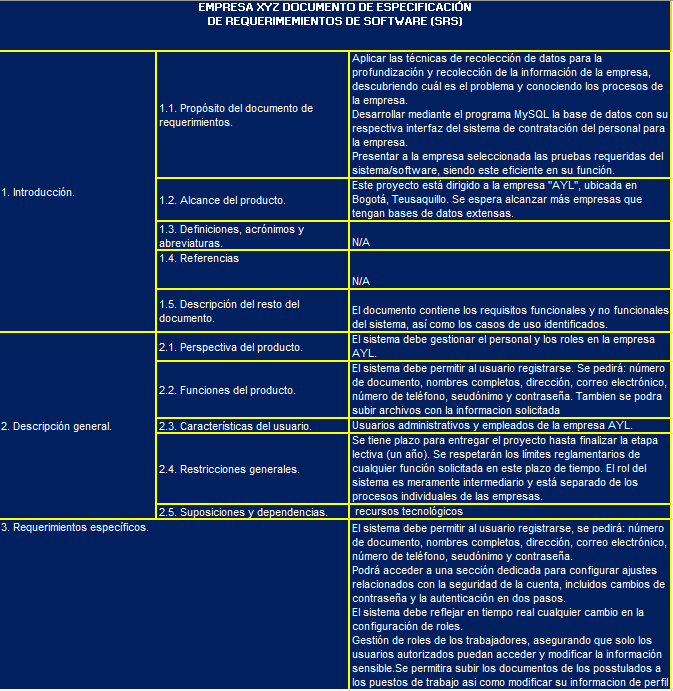 EMPRESA XYZ DOCUMENTO DE ESPECIFICACIÓN
DE REQUERIMEMIENTOS DE SOFTWARE (SRS)
1. Introducción.
1.1. Propósito del documento de
requerimientos.
Aplicar las técnicas de recolección de datos para la
profundización y recolección de la información de la empresa,
descubriendo cuál es el problema y conociendo los procesos de
la empresa.
Desarrollar mediante el programa MySQL la base de datos con su
respectiva interfaz del sistema de contratación del personal para
la empresa.
Presentar a la empresa seleccionada las pruebas requeridas del
sistema/software, siendo este eficiente en su función.
1.2. Alcance del producto.
Este proyecto está dirigido a la empresa "AYL", ubicada en
Bogotá, Teusaquillo. Se espera alcanzar más empresas que
tengan bases de datos extensas.
1.3. Definiciones, acrónimos y
abreviaturas.
N/A
1.4. Referencias
N/A
1.5. Descripción del resto del
documento.
El documento contiene los requisitos funcionales y no funcionales
del sistema, así como los casos de uso identificados.
2. Descripción general.
2.1. Perspectiva del producto.
El sistema debe gestionar el personal y los roles en la empresa
AYL.
2.2. Funciones del producto.
El sistema debe permitir al usuario registrarse. Se pedirá: número
de documento, nombres completos, dirección, correo electrónico,
número de teléfono, seudónimo y contraseña. Tambien se podra
subir archivos con la informacion solicitada
2.3. Características del usuario.
Usuarios administrativos y empleados de la empresa AYL.
2.4. Restricciones generales.
Se tiene plazo para entregar el proyecto hasta finalizar la etapa
lectiva (un año). Se respetarán los límites reglamentarios de
cualquier función solicitada en este plazo de tiempo. El rol del
sistema es meramente intermediario y está separado de los
procesos individuales de las empresas.
2.5. Suposiciones y dependencias.
recursos tecnológicos
3. Requerimientos específicos.
El sistema debe permitir al usuario registrarse, se pedirá: número
de documento, nombres completos, dirección, correo electrónico,
número de teléfono, seudónimo y contraseña.
Podrá acceder a una sección dedicada para configurar ajustes
relacionados con la seguridad de la cuenta, incluidos cambios de
contraseña y la autenticación en dos pasos.
El sistema debe reflejar en tiempo real cualquier cambio en la
configuración de roles.
Gestión de roles de los trabajadores, asegurando que solo los
usuarios autorizados puedan acceder y modificar la información
sensible.Se permitira subir los documentos de los posstulados a
los puestos de trabajo asi como modificar su informacion de perfil